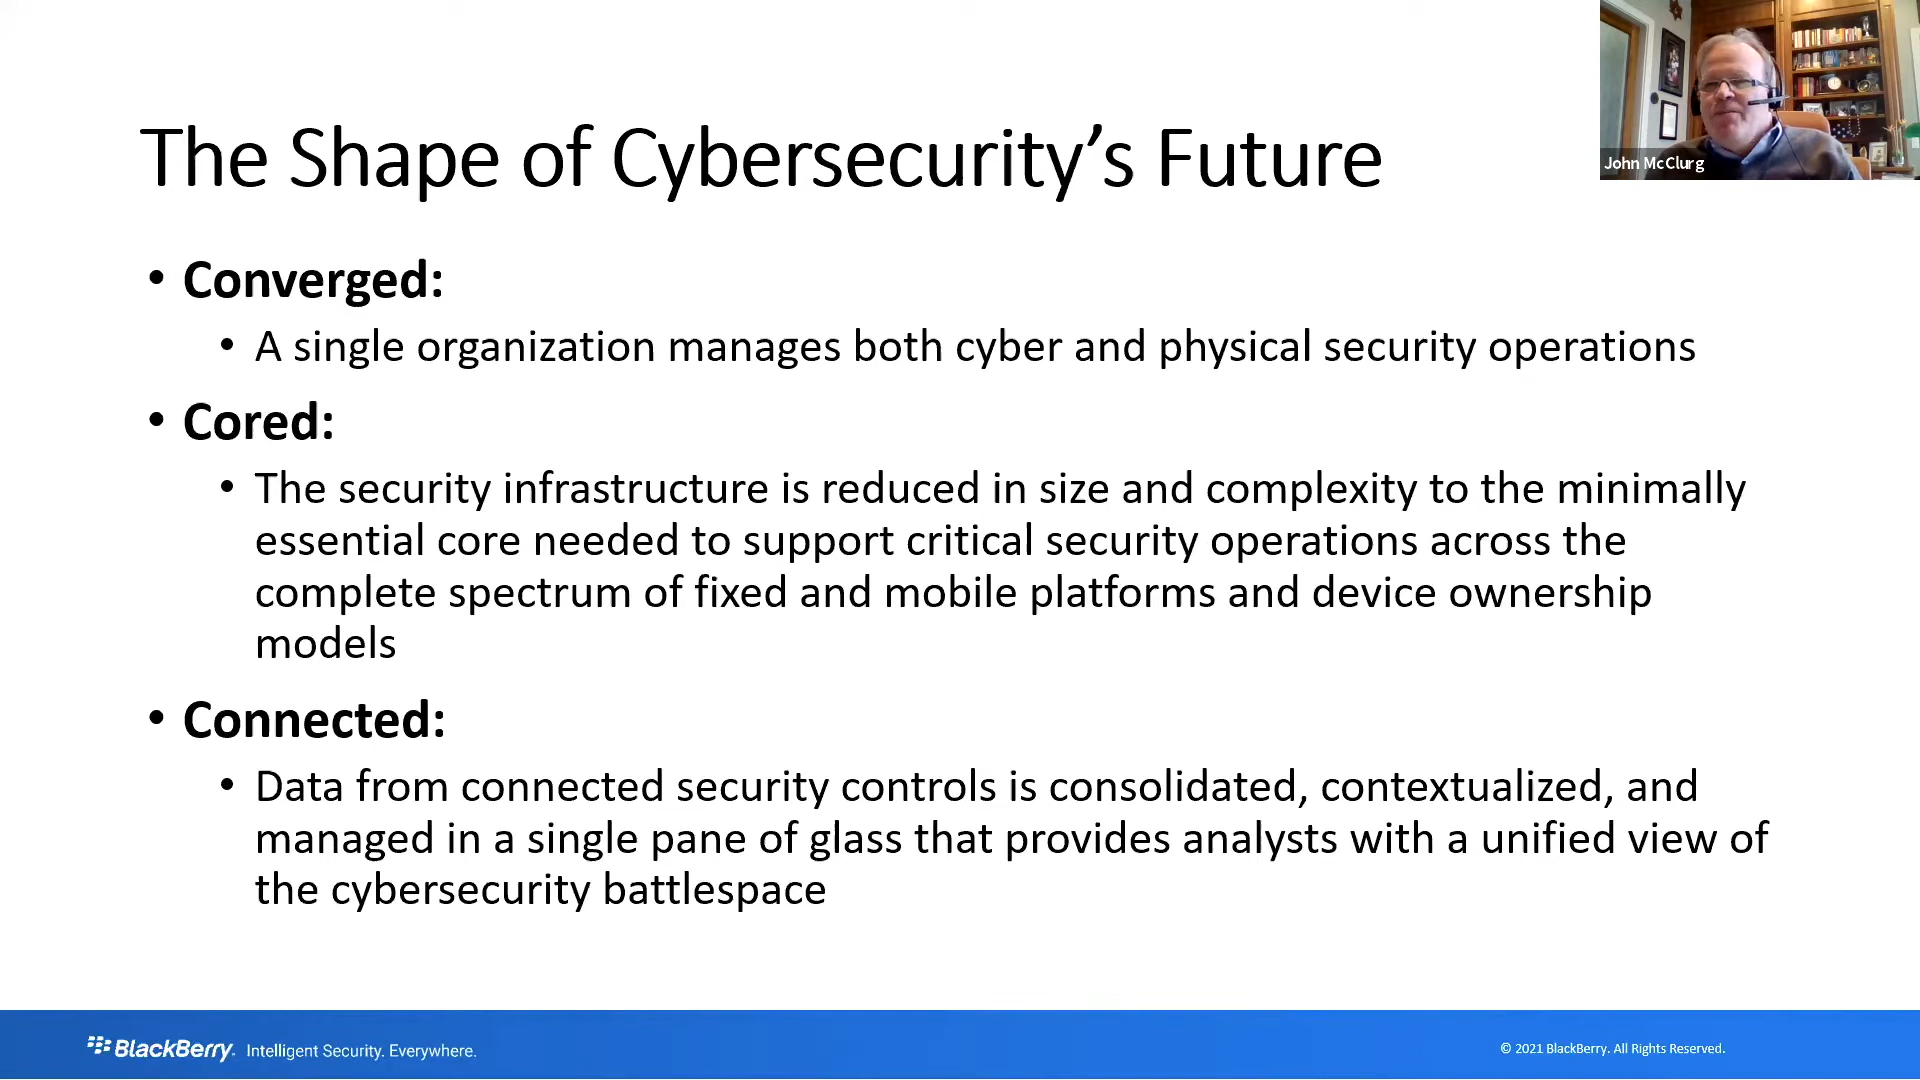 The Shape of Cybersecurity’s Future
John McClurg
• Converged:
• A single organization manages both cyber and physical security operations
• Cored:
• The security infrastructure is reduced in size and complexity to the minimally
essential core needed to support critical security operations across the
complete spectrum of fixed and mobile platforms and device ownership
models
• Connected:
• Data from connected security controls is consolidated, contextualized, and
managed in a single pane of glass that provides analysts with a unified view of
the cybersecurity battlespace
BlackBerry. Intelligent Security. Everywhere.
© 2021 BlackBerry. All Rights Reserved.